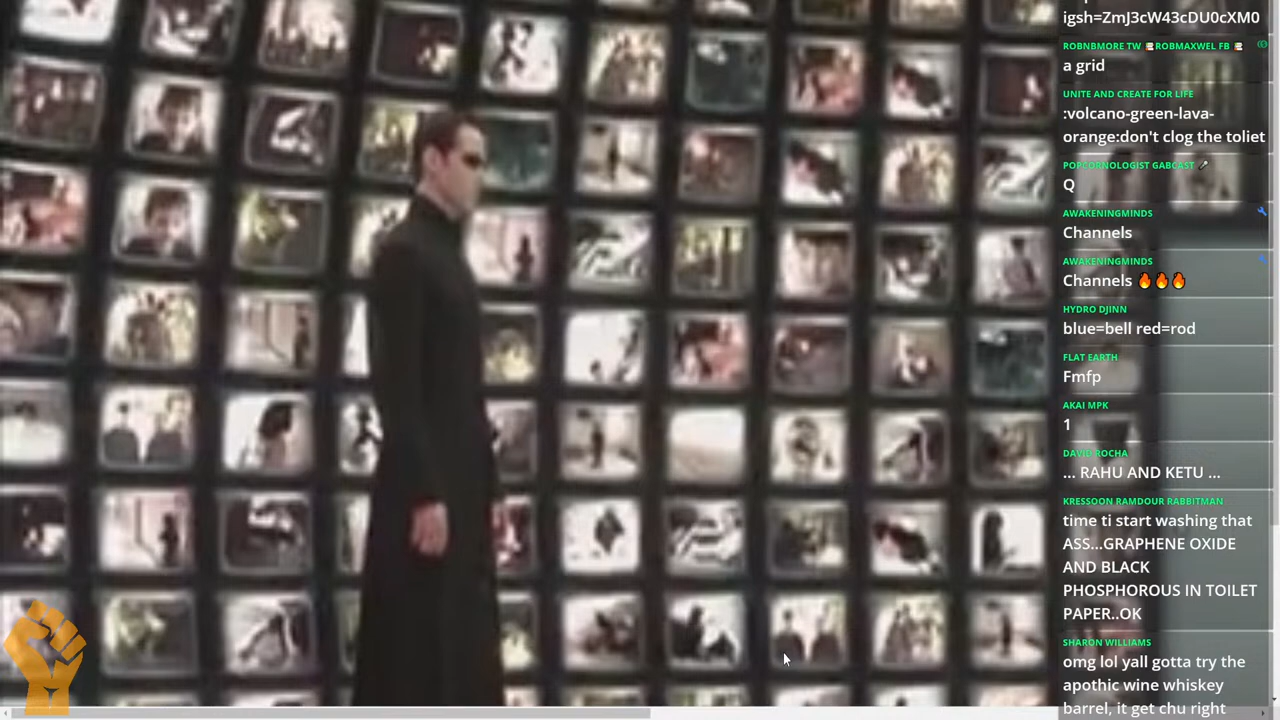 igsh=ZmJ3cW43cDU0cXM0
ROBNBMORE TW ROBMAXWEL FB
a grid
UNITE AND CREATE FOR LIFE
:volcano-green-lava-
orange:don't clog the toliet
POPCORNOLOGIST GABCAST
Q
AWAKENINGMINDS
Channels
AWAKENINGMINDS
Channels 🔥🔥🔥
HYDRO DJINN
blue=bell red=rod
FLAT EARTH
Fmfp
AKAI MPK
1
DAVID ROCHA
... RAHU AND KETU ...
KRESSOON RAMDOUR RABBITMAN
time ti start washing that
ASS...GRAPHENE OXIDE
AND BLACK
PHOSPHOROUS IN TOILET
PAPER..OK
SHARON WILLIAMS
omg lol yall gotta try the
apothic wine whiskey
barrel, it get chu right